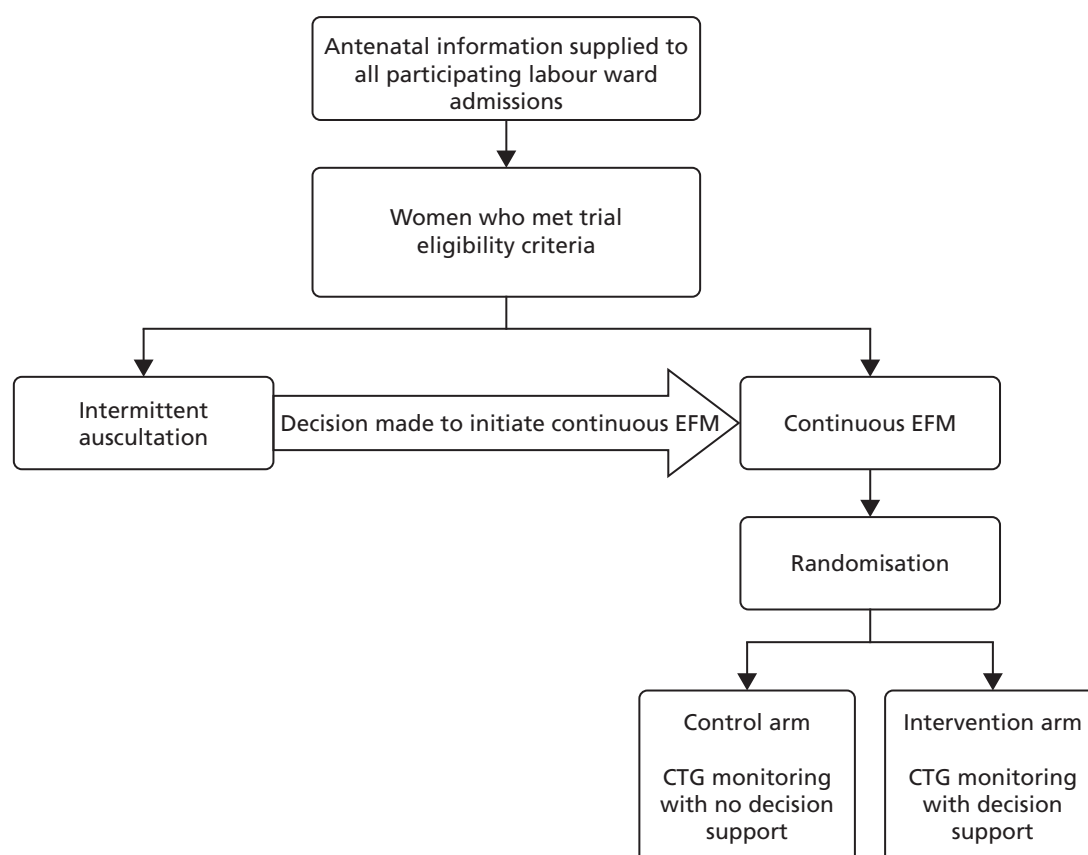 Antenatal information supplied to
all participating labour ward
admissions
Women who met trial
eligibility criteria
Intermittent
auscultation
Decision made to initiate continuous EFM
Continuous EFM
Randomisation
Control arm
CTG monitoring
with no decision
support
Intervention arm
CTG monitoring
with decision
support